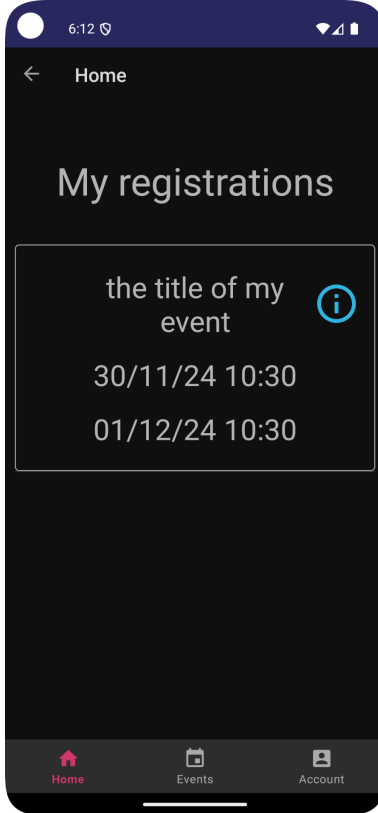 6:12
Home
My registrations
the title of my
event
30/11/24 10:30
01/12/24 10:30
Home
Events
Account